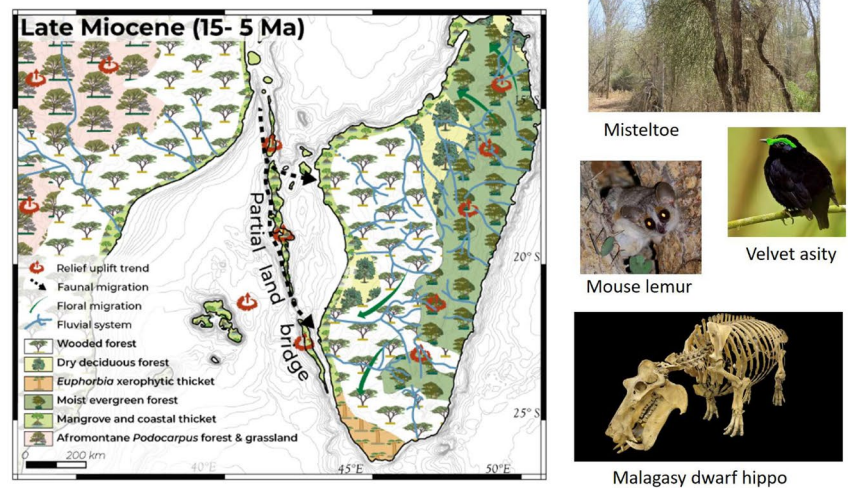 Late Miocene (15- 5 Ma)
Partial land bridge
20° S
25° S
40°E
45°E
50°E
Relief uplift trend
Faunal migration
Floral migration
Fluvial system
Wooded forest
Dry deciduous forest
Euphorbia xerophytic thicket
Moist evergreen forest
Mangrove and coastal thicket
Afromontane Podocarpus forest & grassland
0 200 km
Misteltoe
Velvet asity
Mouse lemur
Malagasy dwarf hippo